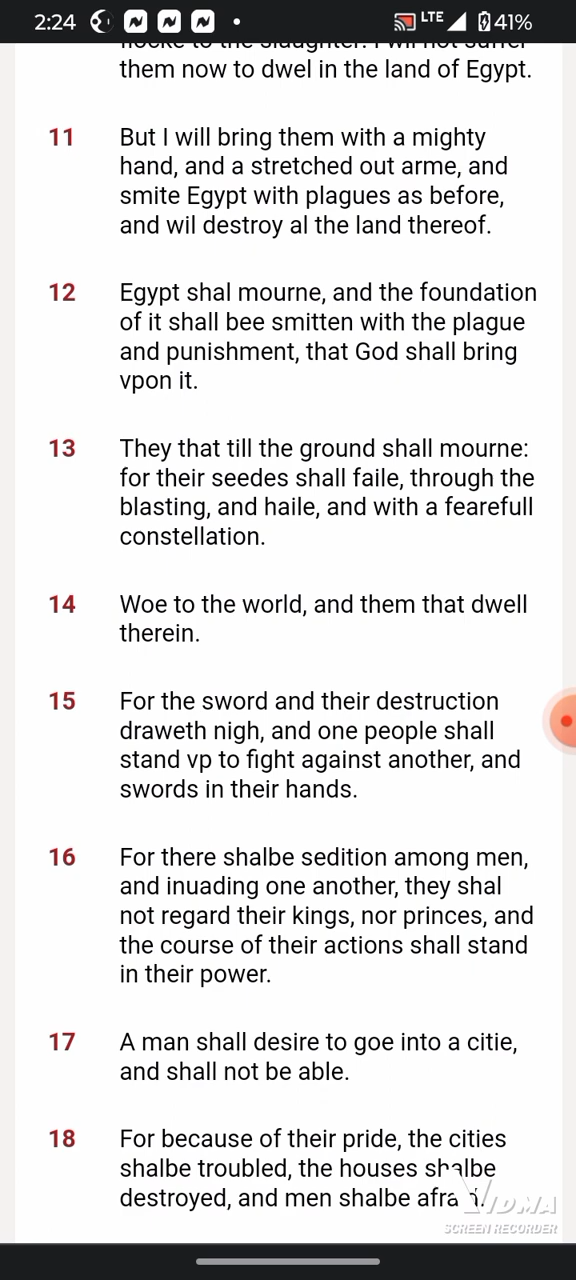 2:24
LTE
41%
flocke to the slaughter: I will not suffer
them now to dwel in the land of Egypt.
11 But I will bring them with a mighty
hand, and a stretched out arme, and
smite Egypt with plagues as before,
and wil destroy al the land thereof.
12 Egypt shal mourne, and the foundation
of it shall bee smitten with the plague
and punishment, that God shall bring
vpon it.
13 They that till the ground shall mourne:
for their seedes shall faile, through the
blasting, and haile, and with a fearefull
constellation.
14 Woe to the world, and them that dwell
therein.
15 For the sword and their destruction
draweth nigh, and one people shall
stand vp to fight against another, and
swords in their hands.
16 For there shalbe sedition among men,
and inuading one another, they shal
not regard their kings, nor princes, and
the course of their actions shall stand
in their power.
17 A man shall desire to goe into a citie,
and shall not be able.
18 For because of their pride, the cities
shalbe troubled, the houses shalbe
destroyed, and men shalbe afraid.
VIDMA
SCREEN RECORDER